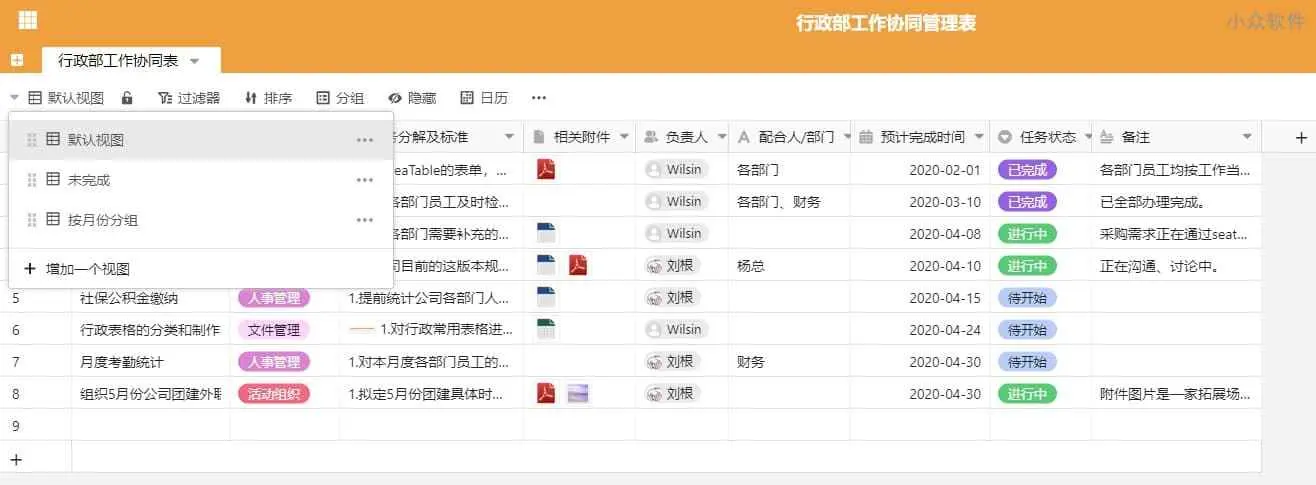 行政部工作协同管理表
小众软件
行政部工作协同表
默认视图 过滤器 排序 分组 隐藏 日历
默认视图
未完成
按月份分组
增加一个视图
分解及标准 相关附件 负责人 配合人/部门 预计完成时间 任务状态 备注
eaTable的表单，... Wilsin 各部门 2020-02-01 已完成 各部门员工均按工作当...
各部门员工及时检... Wilsin 各部门、财务 2020-03-10 已完成 已全部办理完成。
各部门需要补充的... Wilsin 2020-04-08 进行中 采购需求正在通过seat...
司目前的这版本规... 刘根 杨总 2020-04-10 进行中 正在沟通、讨论中。
5 社保公积金缴纳 人事管理 1.提前统计公司各部门人... 刘根 2020-04-15 待开始
6 行政表格的分类和制作 文件管理 1.对行政常用表格进... Wilsin 2020-04-24 待开始
7 月度考勤统计 人事管理 1.对本月度各部门员工的... 刘根 财务 2020-04-30 待开始
8 组织5月份公司团建外联 活动组织 1.拟定5月份团建具体时... 刘根 2020-04-30 进行中 附件图片是一家拓展场...
9